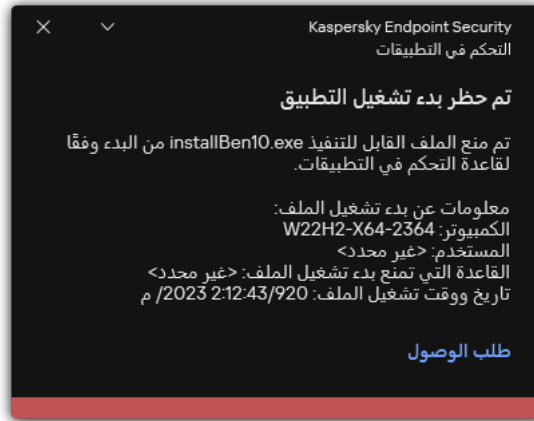 Kaspersky Endpoint Security
التحكم في التطبيقات
تم حظر بدء تشغيل التطبيق
تم منع الملف القابل للتنفيذ installBen10.exe من البدء وفقًا
لقاعدة التحكم في التطبيقات.
معلومات عن بدء تشغيل الملف:
الكمبيوتر: W22H2-X64-2364
المستخدم: <غير محدد>
القاعدة التي تمنع بدء تشغيل الملف: <غير محدد>
تاريخ ووقت تشغيل الملف: 920/2:12:43 2023/ م
طلب الوصول